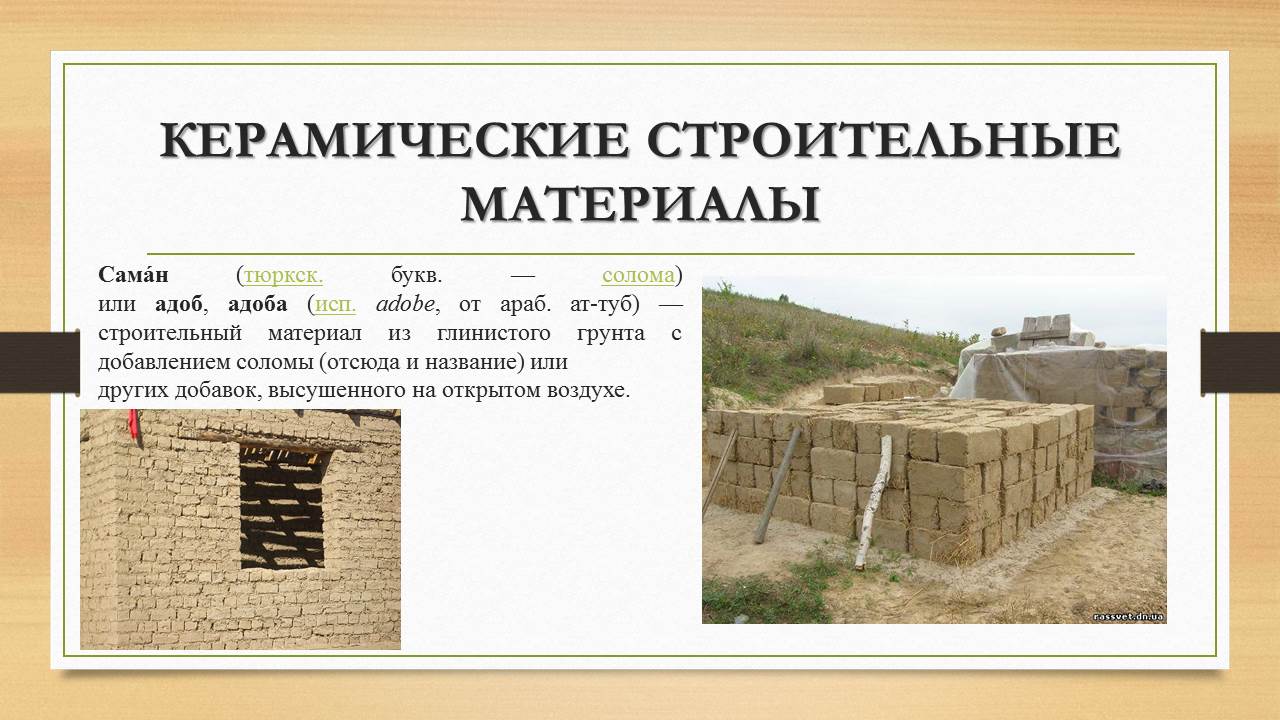 КЕРАМИЧЕСКИЕ СТРОИТЕЛЬНЫЕ
МАТЕРИАЛЫ
Сама́н (тюркск. букв. — солома)
или адоб, адоба (исп. adobe, от араб. ат-туб) —
строительный материал из глинистого грунта с
добавлением соломы (отсюда и название) или
других добавок, высушенного на открытом воздухе.
rassvet.dn.ua